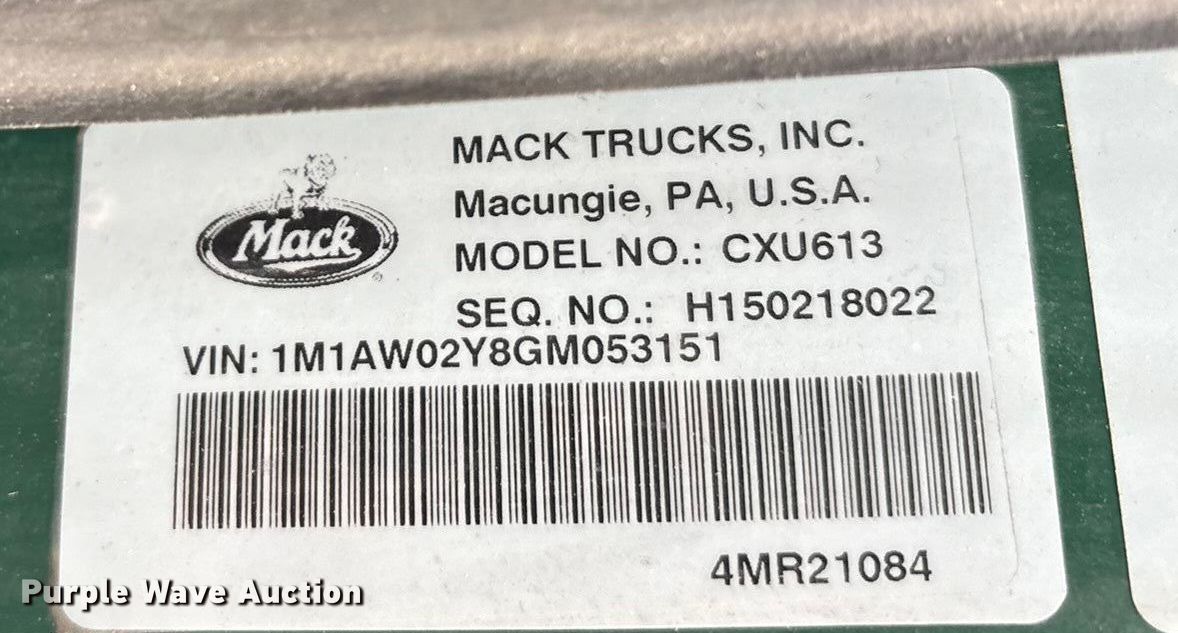 MACK TRUCKS, INC.
Macungie, PA, U.S.A.
Mack
®
MODEL NO.: CXU613
SEQ. NO.: H150218022
VIN: 1M1AW02Y8GM053151
4MR21084
Purple Wave Auction